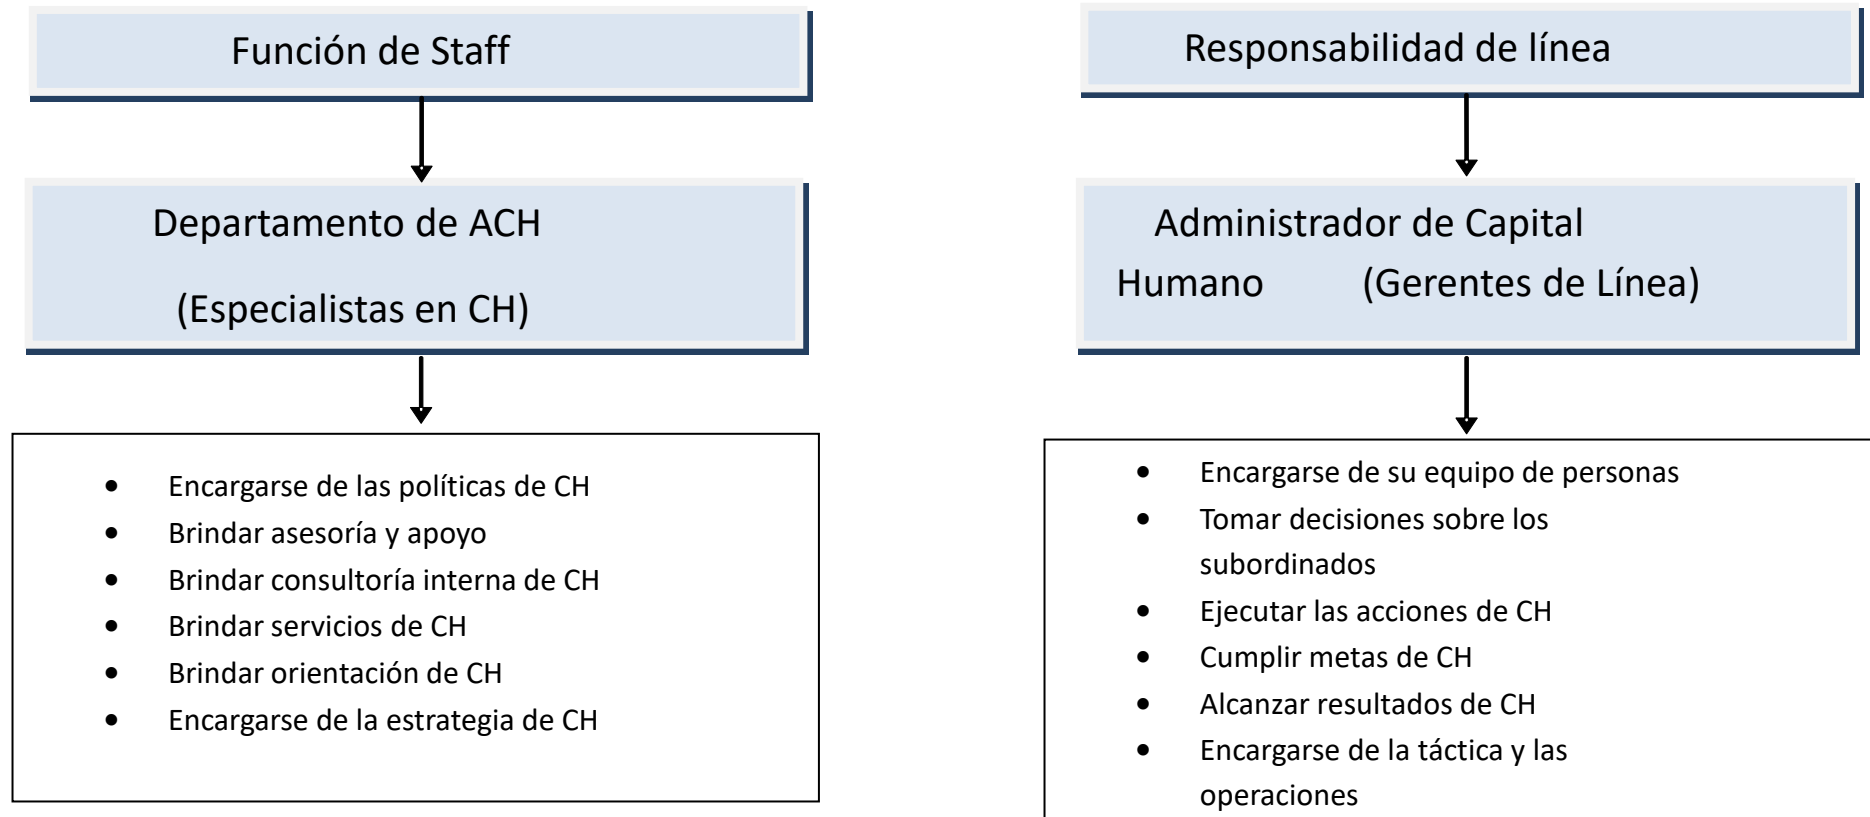 Función de Staff
Departamento de ACH
(Especialistas en CH)
• Encargarse de las políticas de CH
• Brindar asesoría y apoyo
• Brindar consultoría interna de CH
• Brindar servicios de CH
• Brindar orientación de CH
• Encargarse de la estrategia de CH
Responsabilidad de línea
Administrador de Capital
Humano (Gerentes de Línea)
• Encargarse de su equipo de personas
• Tomar decisiones sobre los
subordinados
• Ejecutar las acciones de CH
• Cumplir metas de CH
• Alcanzar resultados de CH
• Encargarse de la táctica y las
operaciones